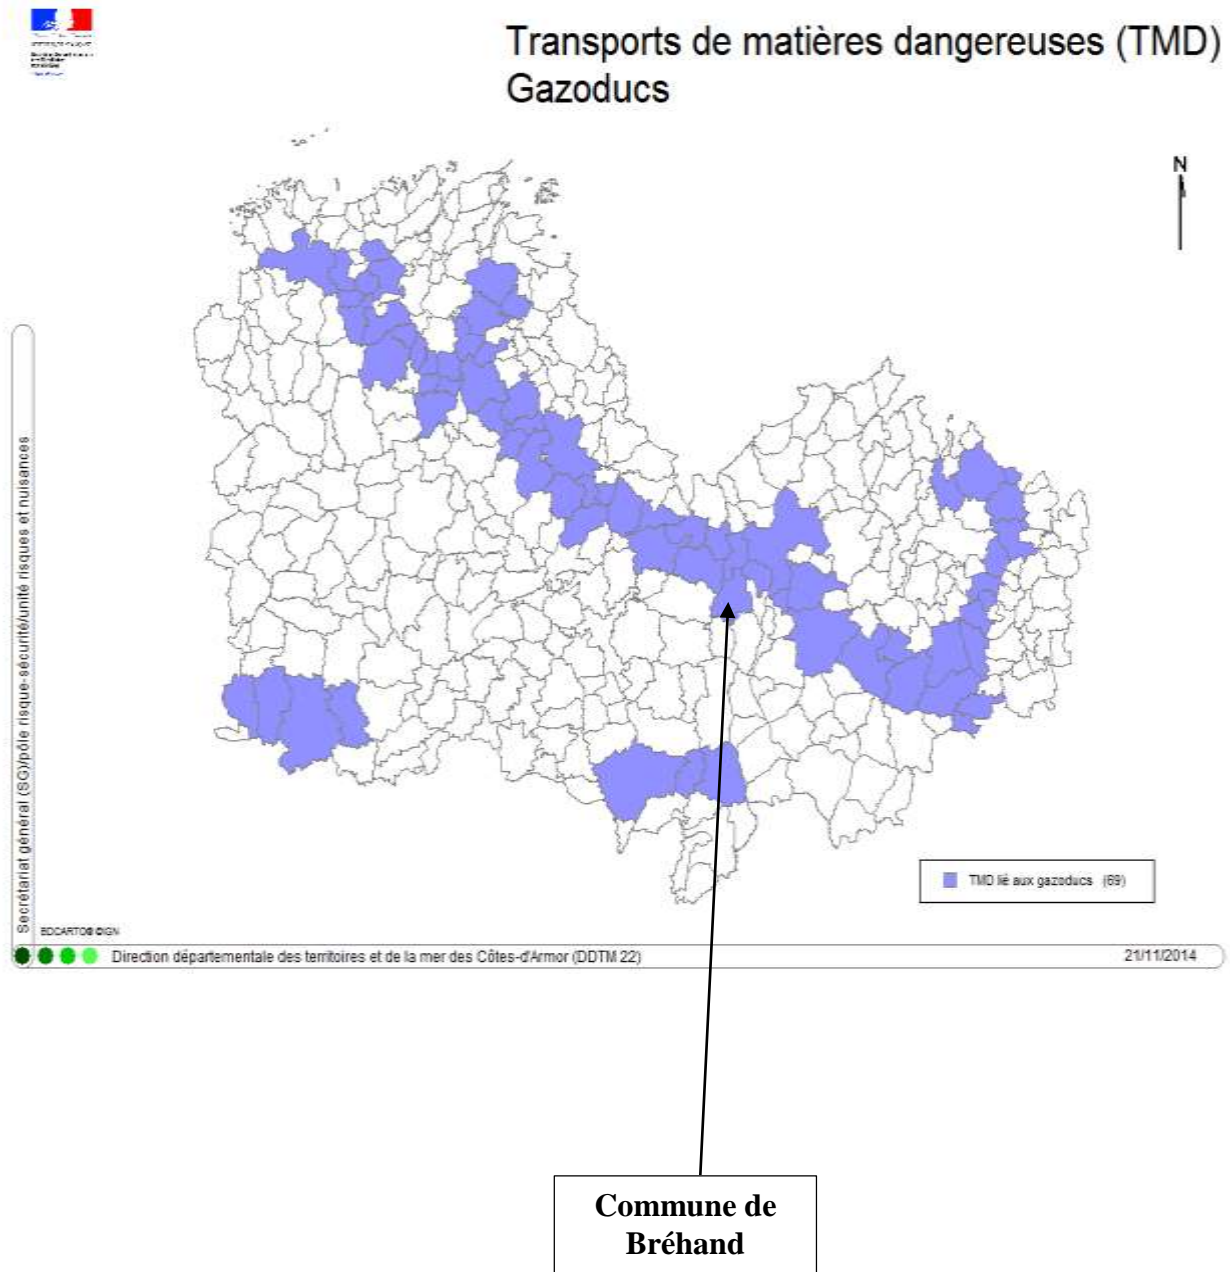 Transports de matières dangereuses (TMD)
Gazoducs
N
Secrétariat général (SG)/pôle risque-sécurité/unité risques et nuisances
TMD lié aux gazoducs (69)
BDCARTO® ©IGN
Direction départementale des territoires et de la mer des Côtes-d'Armor (DDTM 22)
21/11/2014
Commune de
Bréhand